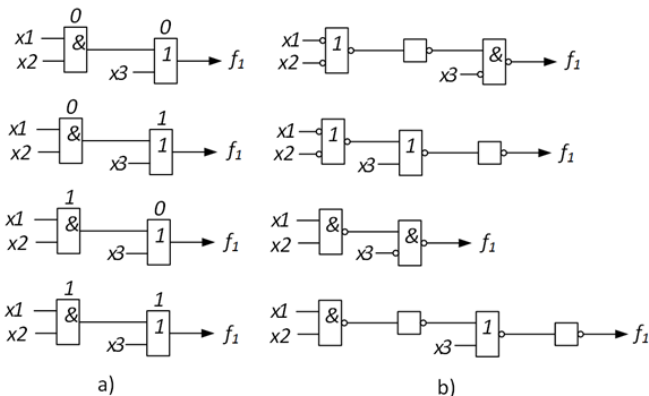 0 0
x1 & 1 x2 x3 f₁
x1 1 x2 & x3 f₁
0 1
x1 & 1 x2 x3 f₁
x1 1 x2 1 x3 f₁
1 0
x1 & 1 x2 x3 f₁
x1 & x2 & x3 f₁
1 1
x1 & 1 x2 x3 f₁
x1 & x2 1 x3 f₁
a) b)